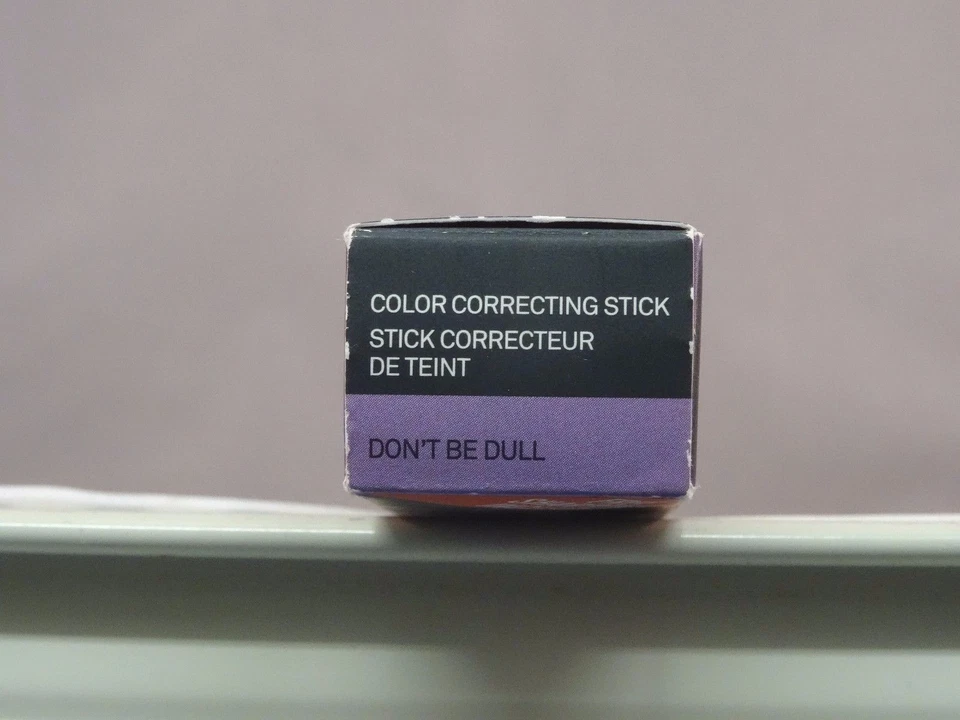 COLOR CORRECTING STICK
STICK CORRECTEUR
DE TEINT
DON'T BE DULL